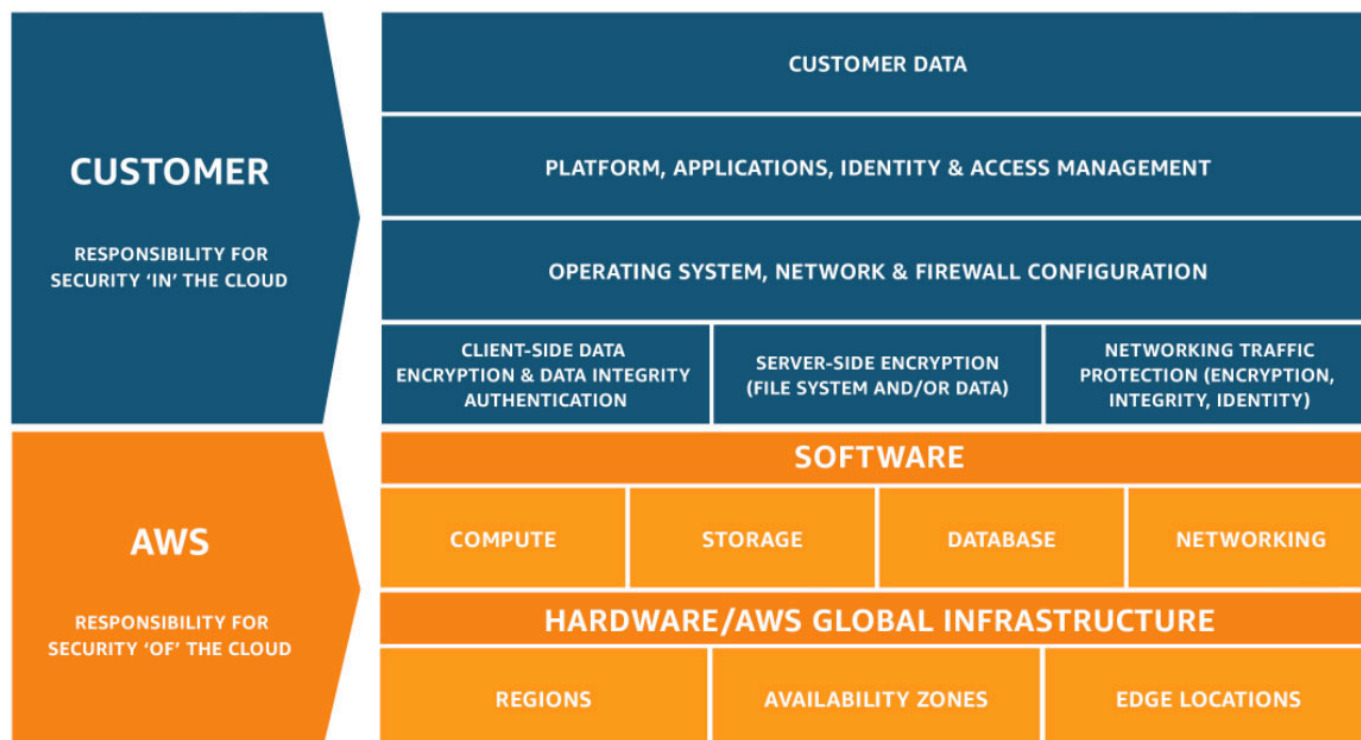 CUSTOMER
RESPONSIBILITY FOR
SECURITY ‘IN’ THE CLOUD
CUSTOMER DATA
PLATFORM, APPLICATIONS, IDENTITY & ACCESS MANAGEMENT
OPERATING SYSTEM, NETWORK & FIREWALL CONFIGURATION
CLIENT-SIDE DATA
ENCRYPTION & DATA INTEGRITY
AUTHENTICATION
SERVER-SIDE ENCRYPTION
(FILE SYSTEM AND/OR DATA)
NETWORKING TRAFFIC
PROTECTION (ENCRYPTION,
INTEGRITY, IDENTITY)
AWS
RESPONSIBILITY FOR
SECURITY ‘OF’ THE CLOUD
SOFTWARE
COMPUTE
STORAGE
DATABASE
NETWORKING
HARDWARE/AWS GLOBAL INFRASTRUCTURE
REGIONS
AVAILABILITY ZONES
EDGE LOCATIONS